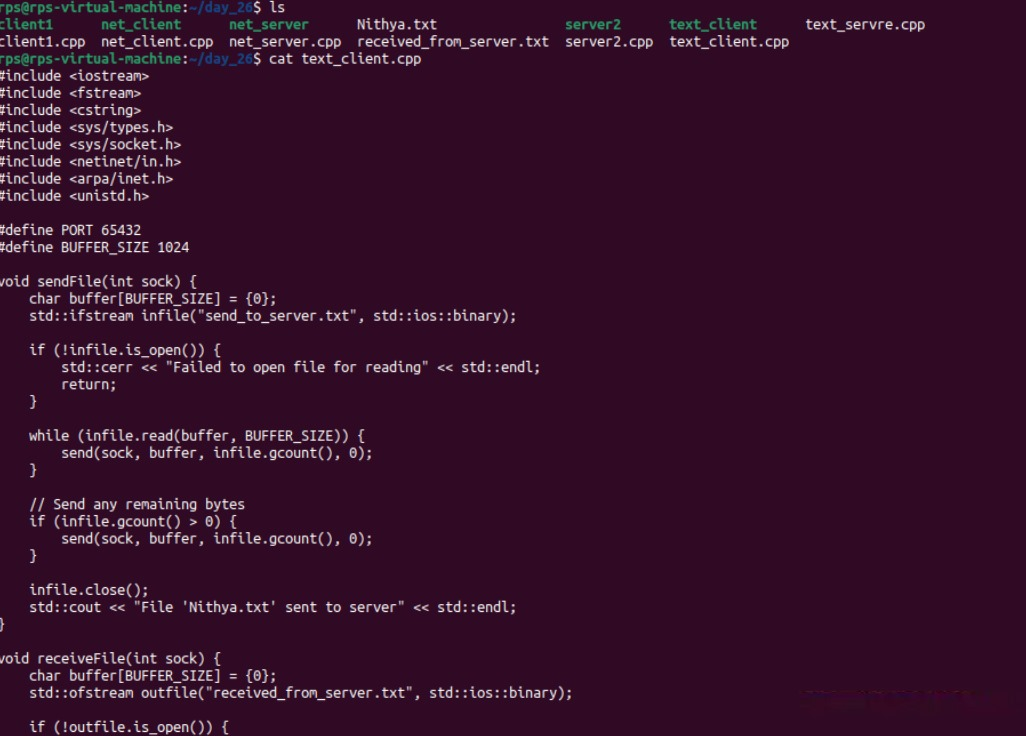 rps@rps-virtual-machine:~/day_26$ ls
client1 net_client net_server Nithya.txt server2 text_client text_servre.cpp
client1.cpp net_client.cpp net_server.cpp received_from_server.txt server2.cpp text_client.cpp
rps@rps-virtual-machine:~/day_26$ cat text_client.cpp
#include <iostream>
#include <fstream>
#include <cstring>
#include <sys/types.h>
#include <sys/socket.h>
#include <netinet/in.h>
#include <arpa/inet.h>
#include <unistd.h>

#define PORT 65432
#define BUFFER_SIZE 1024

void sendFile(int sock) {
    char buffer[BUFFER_SIZE] = {0};
    std::ifstream infile("send_to_server.txt", std::ios::binary);

    if (!infile.is_open()) {
        std::cerr << "Failed to open file for reading" << std::endl;
        return;
    }

    while (infile.read(buffer, BUFFER_SIZE)) {
        send(sock, buffer, infile.gcount(), 0);
    }

    // Send any remaining bytes
    if (infile.gcount() > 0) {
        send(sock, buffer, infile.gcount(), 0);
    }

    infile.close();
    std::cout << "File 'Nithya.txt' sent to server" << std::endl;
}

void receiveFile(int sock) {
    char buffer[BUFFER_SIZE] = {0};
    std::ofstream outfile("received_from_server.txt", std::ios::binary);

    if (!outfile.is_open()) {